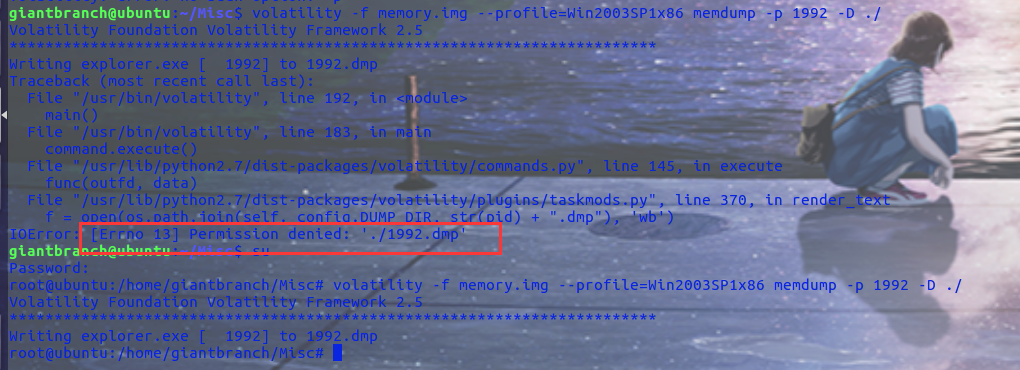 giantbranch@ubuntu:~/Misc$ volatility -f memory.img --profile=Win2003SP1x86 memdump -p 1992 -D ./
Volatility Foundation Volatility Framework 2.5
************************************************************************
Writing explorer.exe [  1992] to 1992.dmp
Traceback (most recent call last):
  File "/usr/bin/volatility", line 192, in <module>
    main()
  File "/usr/bin/volatility", line 183, in main
    command.execute()
  File "/usr/lib/python2.7/dist-packages/volatility/commands.py", line 145, in execute
    func(outfd, data)
  File "/usr/lib/python2.7/dist-packages/volatility/plugins/taskmods.py", line 370, in render_text
    f = open(os.path.join(self._config.DUMP_DIR, str(pid) + ".dmp"), 'wb')
IOError: [Errno 13] Permission denied: './1992.dmp'
giantbranch@ubuntu:~/Misc$ su
Password:
root@ubuntu:/home/giantbranch/Misc# volatility -f memory.img --profile=Win2003SP1x86 memdump -p 1992 -D ./
Volatility Foundation Volatility Framework 2.5
************************************************************************
Writing explorer.exe [  1992] to 1992.dmp
root@ubuntu:/home/giantbranch/Misc#